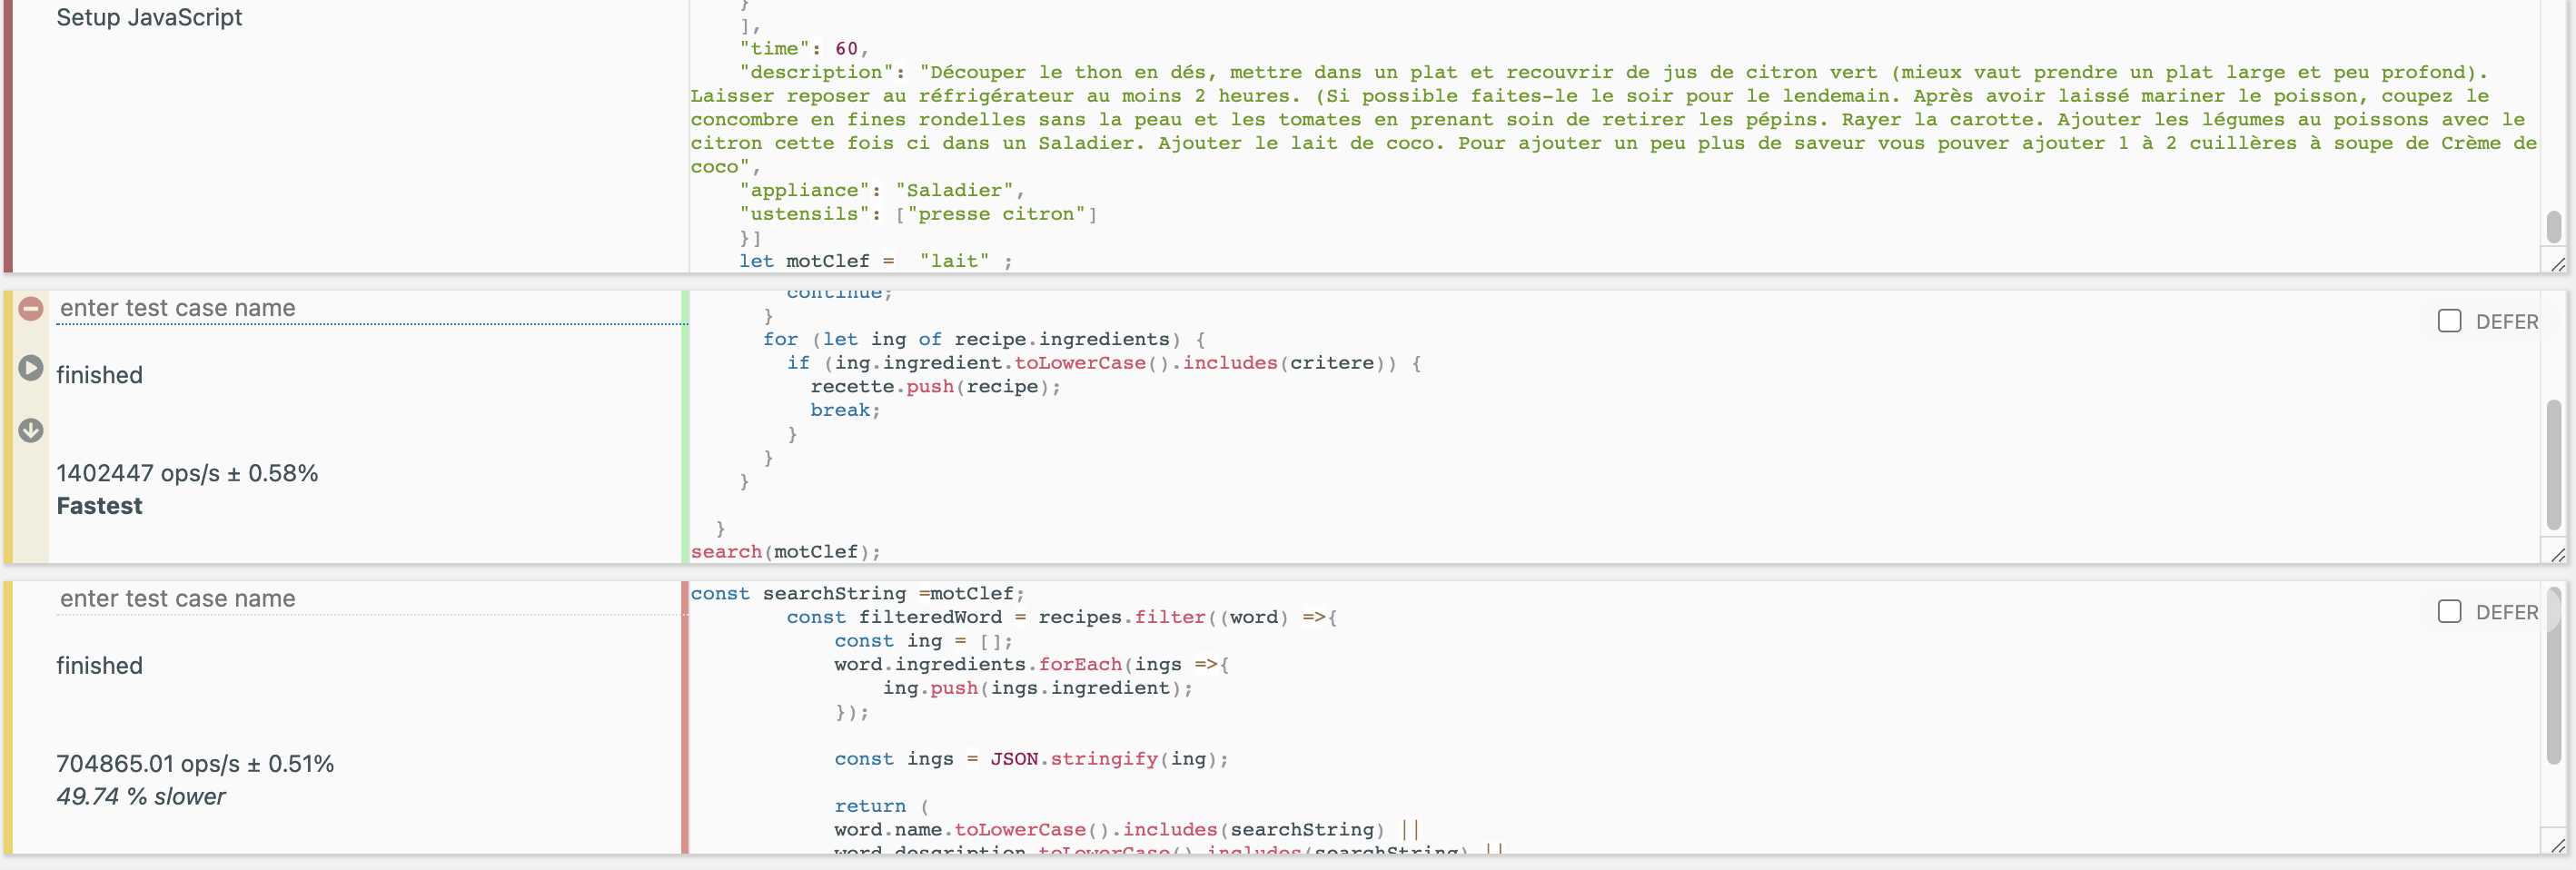 Setup JavaScript
}
],
"time": 60,
"description": "Découper le thon en dés, mettre dans un plat et recouvrir de jus de citron vert (mieux vaut prendre un plat large et peu profond).
Laisser reposer au réfrigérateur au moins 2 heures. (Si possible faites-le le soir pour le lendemain. Après avoir laissé mariner le poisson, coupez le
concombre en fines rondelles sans la peau et les tomates en prenant soin de retirer les pépins. Rayer la carotte. Ajouter les légumes au poissons avec le
citron cette fois ci dans un Saladier. Ajouter le lait de coco. Pour ajouter un peu plus de saveur vous pouver ajouter 1 à 2 cuillères à soupe de Crème de
coco",
"appliance": "Saladier",
"ustensils": ["presse citron"]
}]
let motClef =  "lait" ;
enter test case name
finished
1402447 ops/s ± 0.58%
Fastest
continue;
}
for (let ing of recipe.ingredients) {
if (ing.ingredient.toLowerCase().includes(critere)) {
recette.push(recipe);
break;
}
}
}
}
search(motClef);
DEFER
enter test case name
finished
704865.01 ops/s ± 0.51%
49.74 % slower
const searchString =motClef;
const filteredWord = recipes.filter((word) =>{
const ing = [];
word.ingredients.forEach(ings =>{
ing.push(ings.ingredient);
});
const ings = JSON.stringify(ing);
return (
word.name.toLowerCase().includes(searchString) ||
word.description.toLowerCase().includes(searchString) ||
DEFER